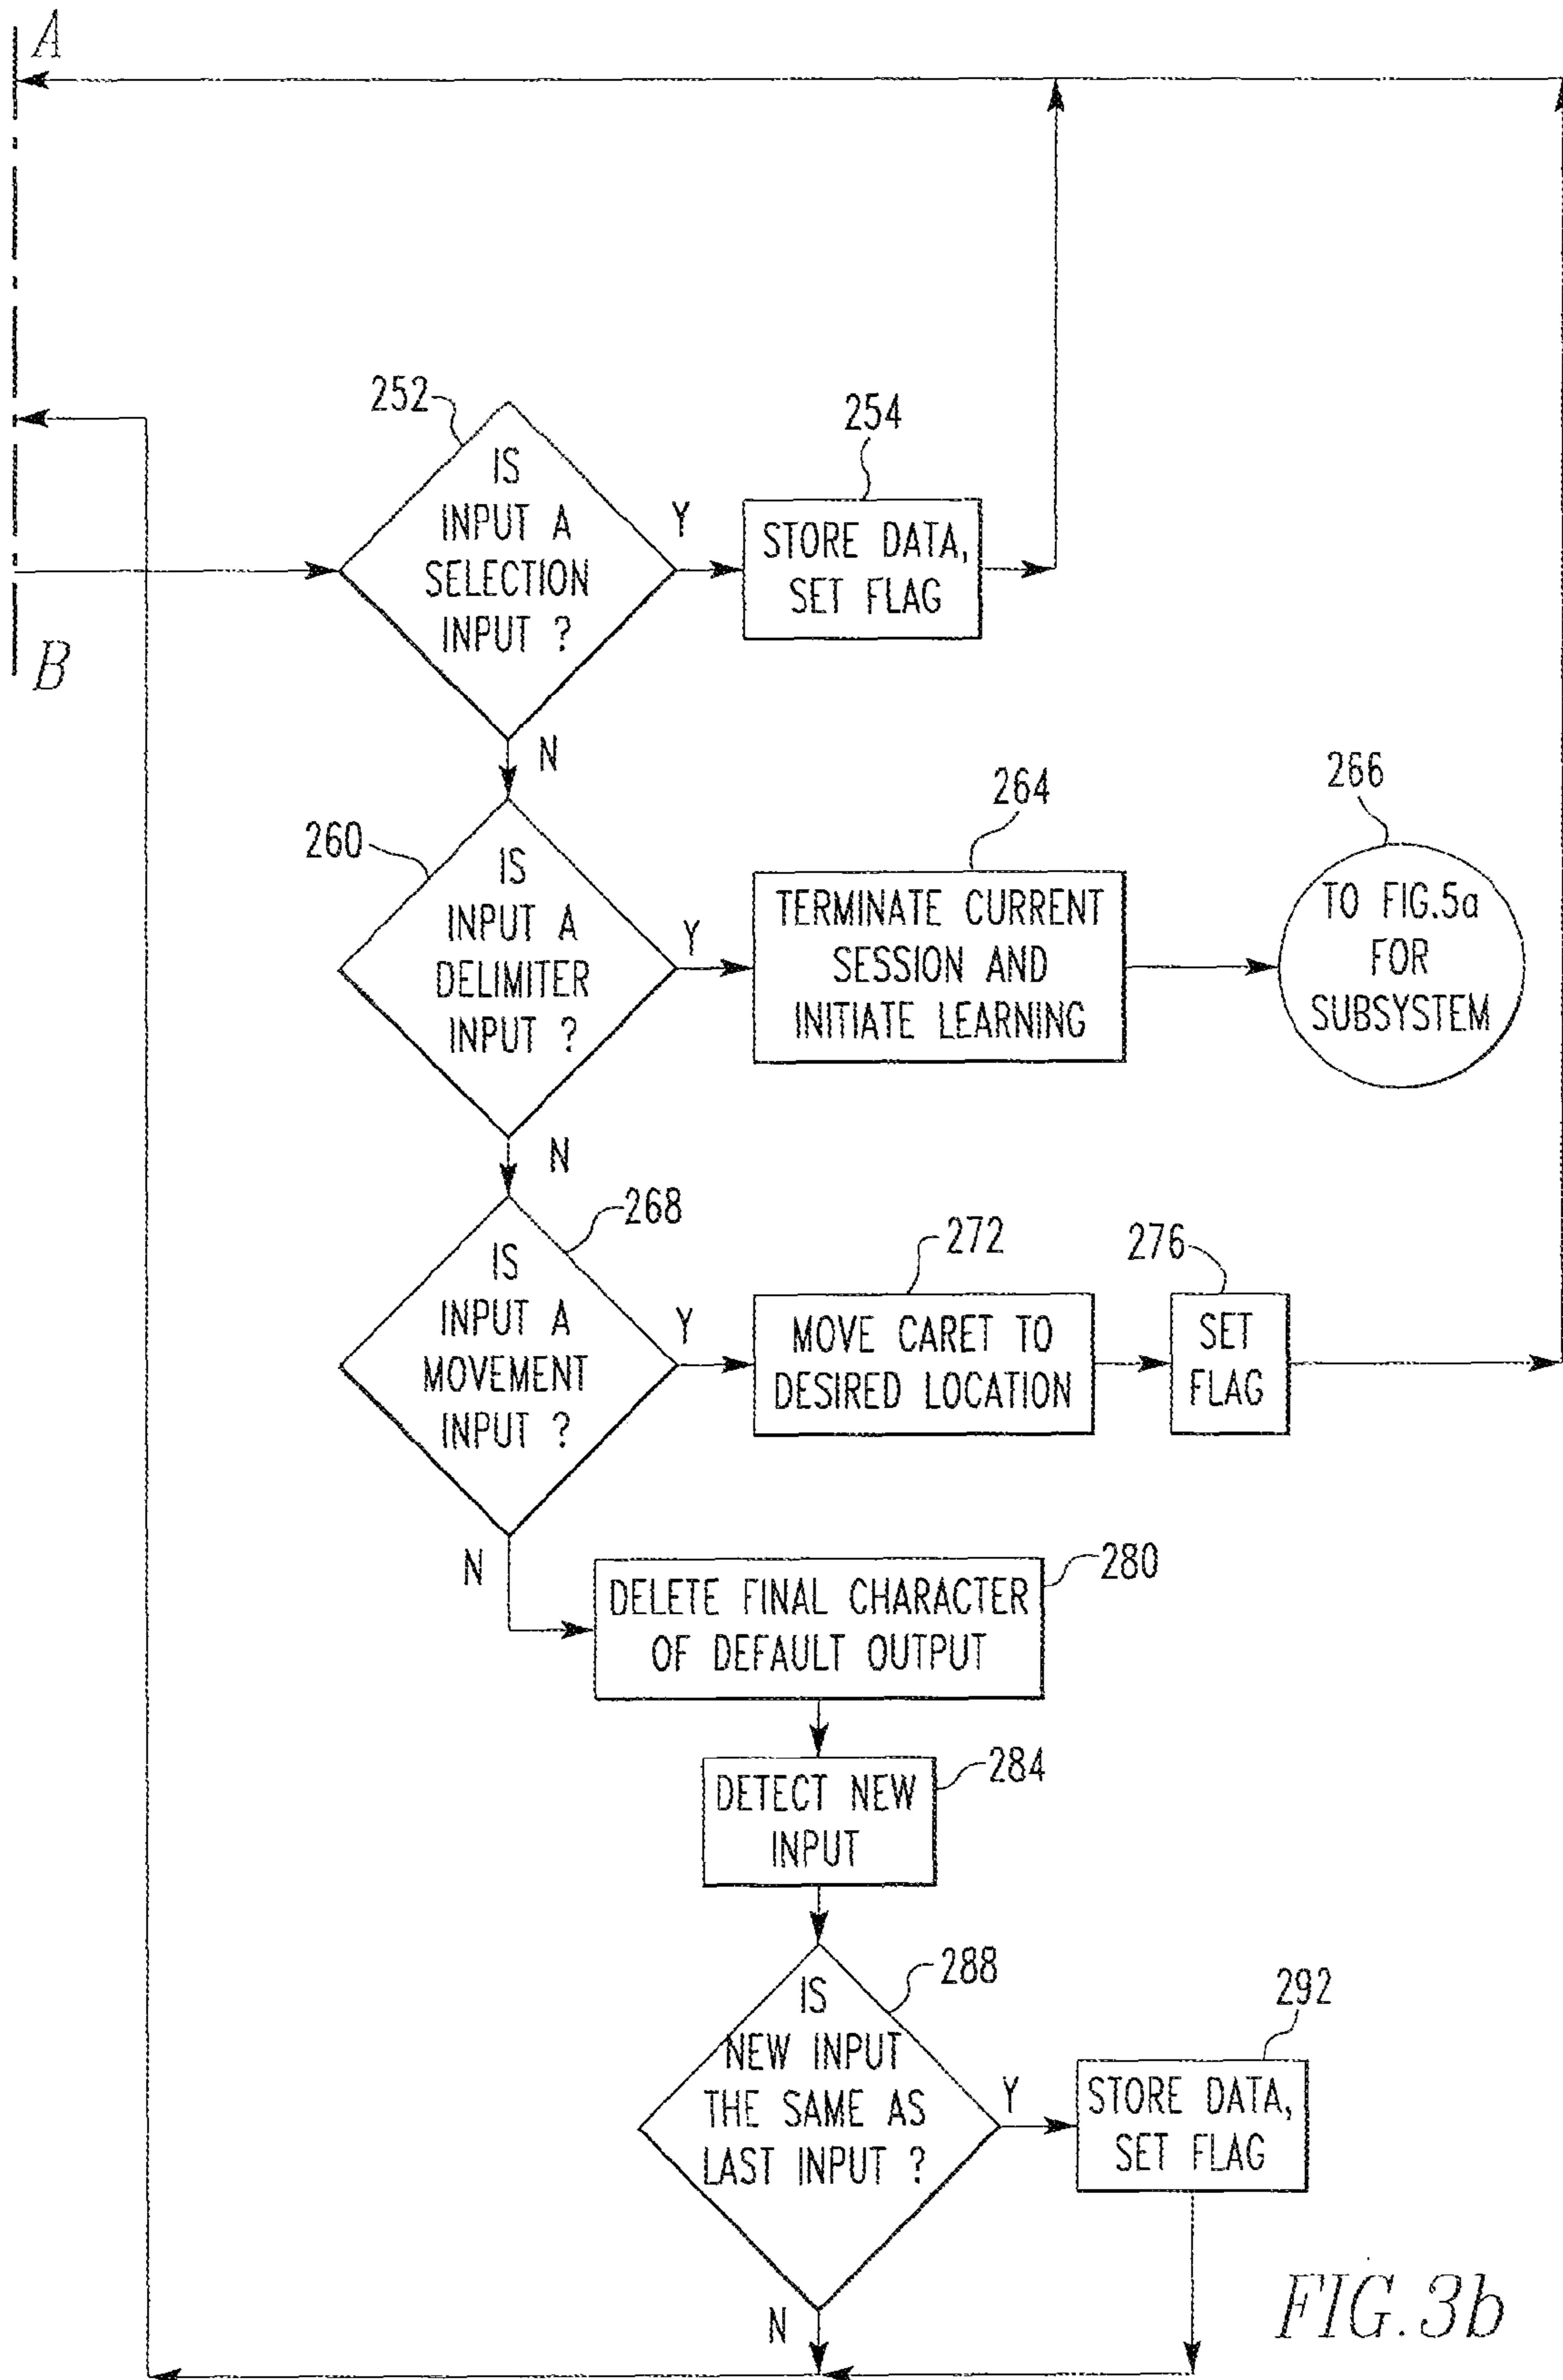 A
252
IS
INPUT A
SELECTION
INPUT ?
Y
254
STORE DATA,
SET FLAG
B
N
260
IS
INPUT A
DELIMITER
INPUT ?
Y
264
TERMINATE CURRENT
SESSION AND
INITIATE LEARNING
266
TO FIG.5a
FOR
SUBSYSTEM
N
268
IS
INPUT A
MOVEMENT
INPUT ?
Y
272
MOVE CARET TO
DESIRED LOCATION
276
SET
FLAG
N
280
DELETE FINAL CHARACTER
OF DEFAULT OUTPUT
284
DETECT NEW
INPUT
288
IS
NEW INPUT
THE SAME AS
LAST INPUT ?
Y
292
STORE DATA,
SET FLAG
N
FIG.3b